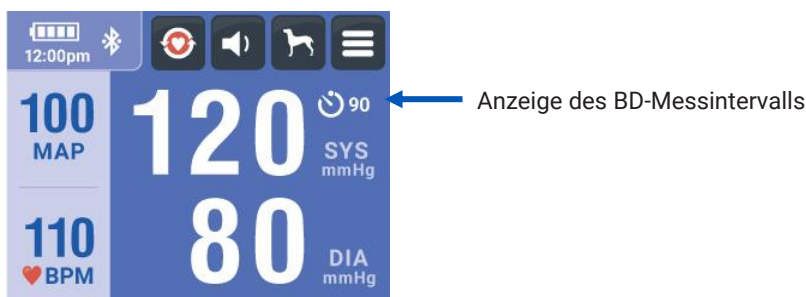 12:00pm
100
MAP
120
90
SYS
mmHg
Anzeige des BD-Messintervalls
110
BPM
80
DIA
mmHg